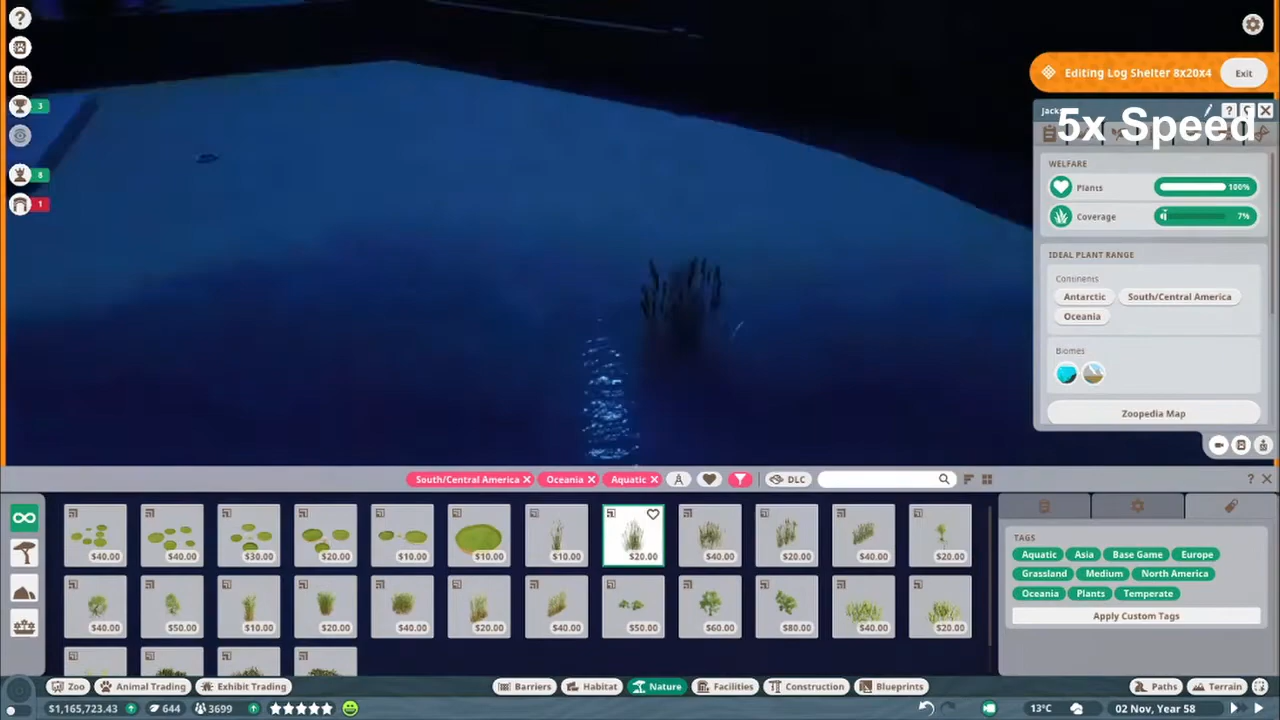 Editing Log Shelter 8x20x4
Exit
3
Jack
5x Speed
WELFARE
Plants
100%
Coverage
7%
8
1
IDEAL PLANT RANGE
Continents
Antarctic
South/Central America
Oceania
Biomes
Zoopedia Map
South/Central America
Oceania
Aquatic
DLC
$40.00
$40.00
$30.00
$20.00
$10.00
$10.00
$10.00
$20.00
$40.00
$20.00
$40.00
$20.00
$40.00
$50.00
$10.00
$20.00
$40.00
$20.00
$40.00
$50.00
$60.00
$80.00
$40.00
$20.00
TAGS
Aquatic Asia Base Game Europe
Grassland Medium North America
Oceania Plants Temperate
Apply Custom Tags
Zoo Animal Trading Exhibit Trading Barriers Habitat Nature Facilities Construction Blueprints Paths Terrain
$1,165,723.43 644 3699 13°C 02 Nov, Year 58